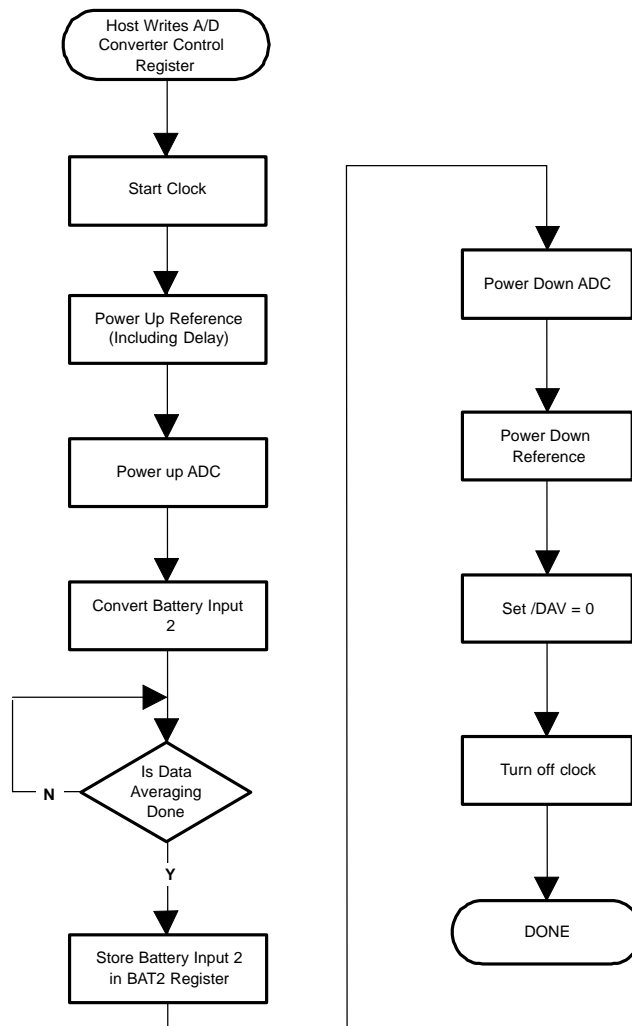 Host Writes A/D
Converter Control
Register
Start Clock
Power Up Reference
(Including Delay)
Power up ADC
Convert Battery Input
2
Is Data
Averaging
Done
N
Y
Store Battery Input 2
in BAT2 Register
Power Down ADC
Power Down
Reference
Set /DAV = 0
Turn off clock
DONE